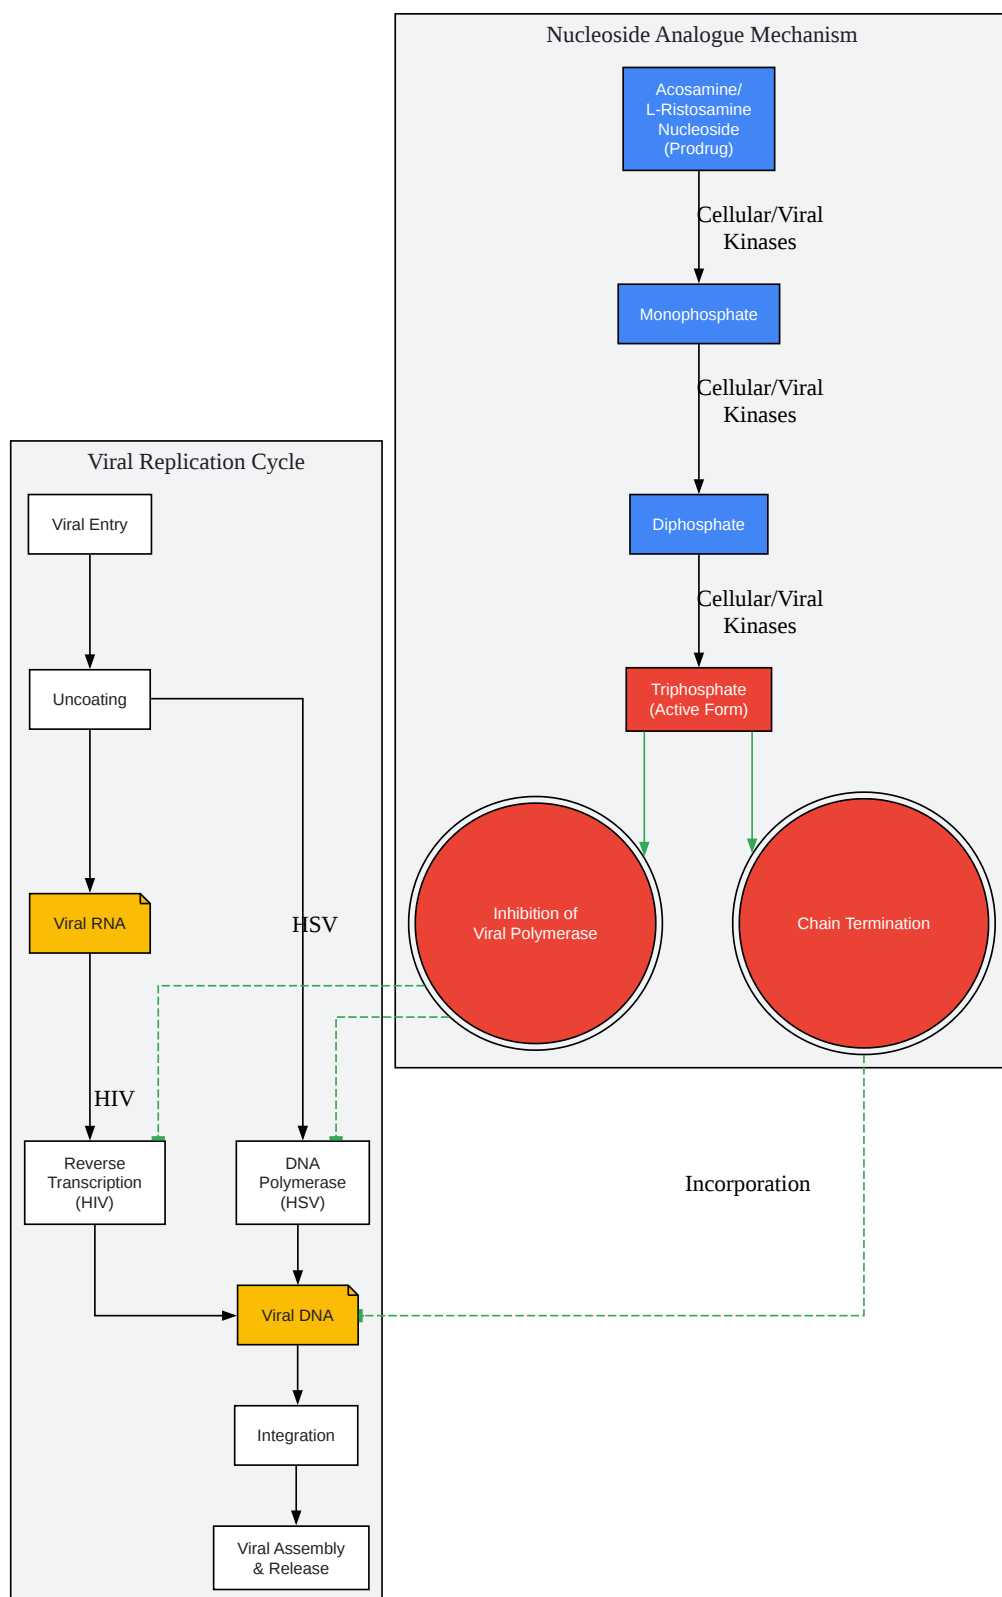 Nucleoside Analogue Mechanism
Acosamine/
L-Ristosamine
Nucleoside
(Prodrug)
Cellular/Viral
Kinases
Monophosphate
Cellular/Viral
Kinases
Diphosphate
Cellular/Viral
Kinases
Triphosphate
(Active Form)
Inhibition of
Viral Polymerase
Chain Termination
Incorporation
Viral Replication Cycle
Viral Entry
Uncoating
Viral RNA
HSV
HIV
Reverse
Transcription
(HIV)
DNA
Polymerase
(HSV)
Viral DNA
Integration
Viral Assembly
& Release